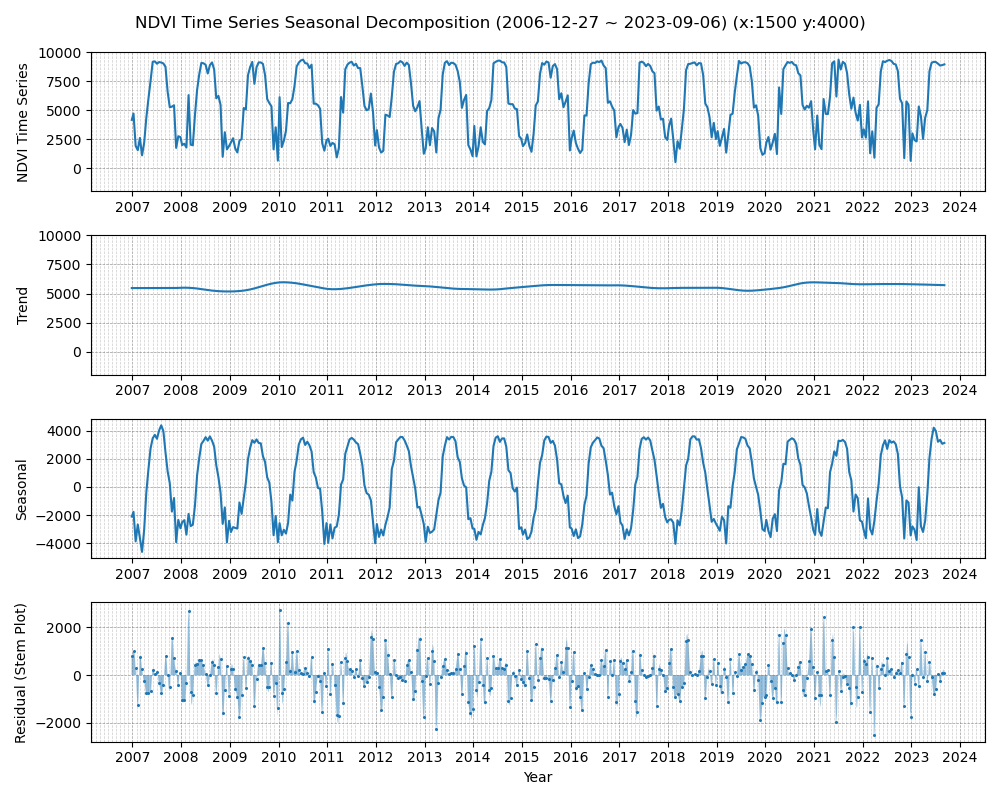 NDVI Time Series Seasonal Decomposition (2006-12-27 ~ 2023-09-06) (x:1500 y:4000)
NDVI Time Series
10000
7500
5000
2500
0
2007 2008 2009 2010 2011 2012 2013 2014 2015 2016 2017 2018 2019 2020 2021 2022 2023 2024
Trend
10000
7500
5000
2500
0
2007 2008 2009 2010 2011 2012 2013 2014 2015 2016 2017 2018 2019 2020 2021 2022 2023 2024
Seasonal
4000
2000
0
−2000
−4000
2007 2008 2009 2010 2011 2012 2013 2014 2015 2016 2017 2018 2019 2020 2021 2022 2023 2024
Residual (Stem Plot)
2000
0
−2000
2007 2008 2009 2010 2011 2012 2013 2014 2015 2016 2017 2018 2019 2020 2021 2022 2023 2024
Year